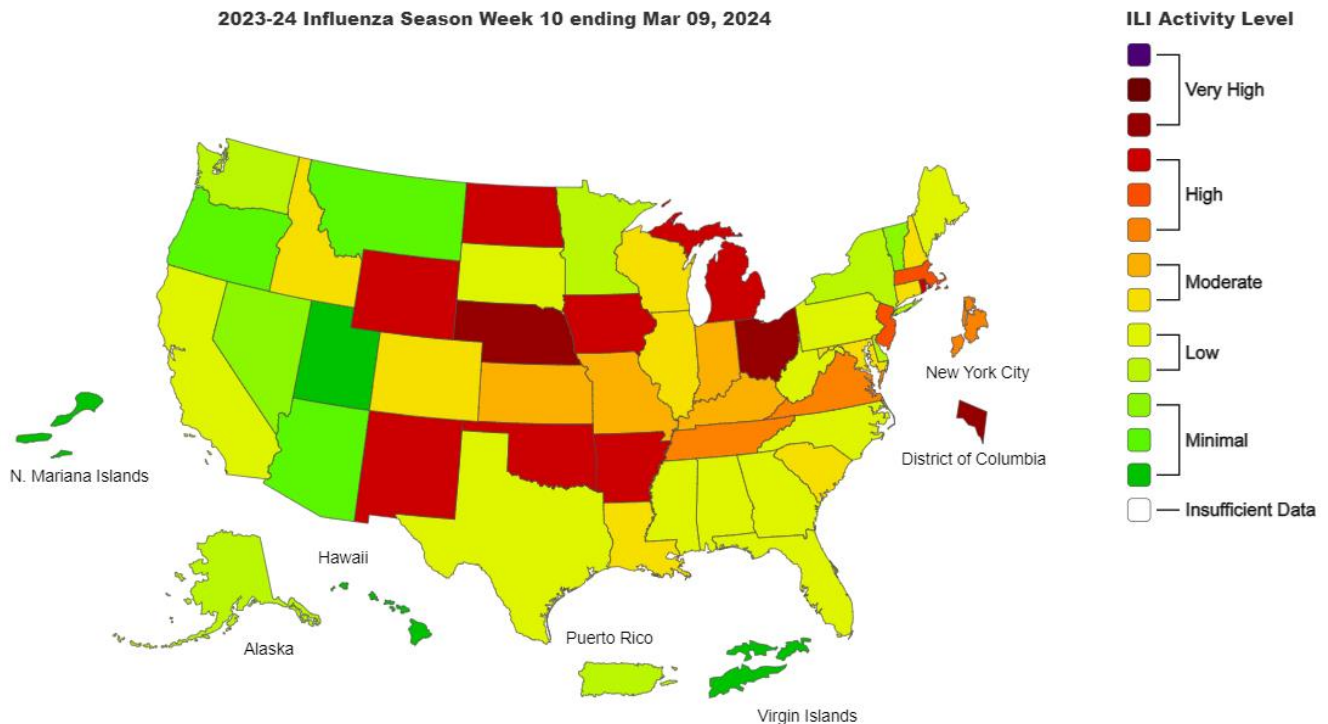 2023-24 Influenza Season Week 10 ending Mar 09, 2024
ILI Activity Level
Very High
High
Moderate
Low
Minimal
Insufficient Data
New York City
District of Columbia
N. Mariana Islands
Hawaii
Alaska
Puerto Rico
Virgin Islands